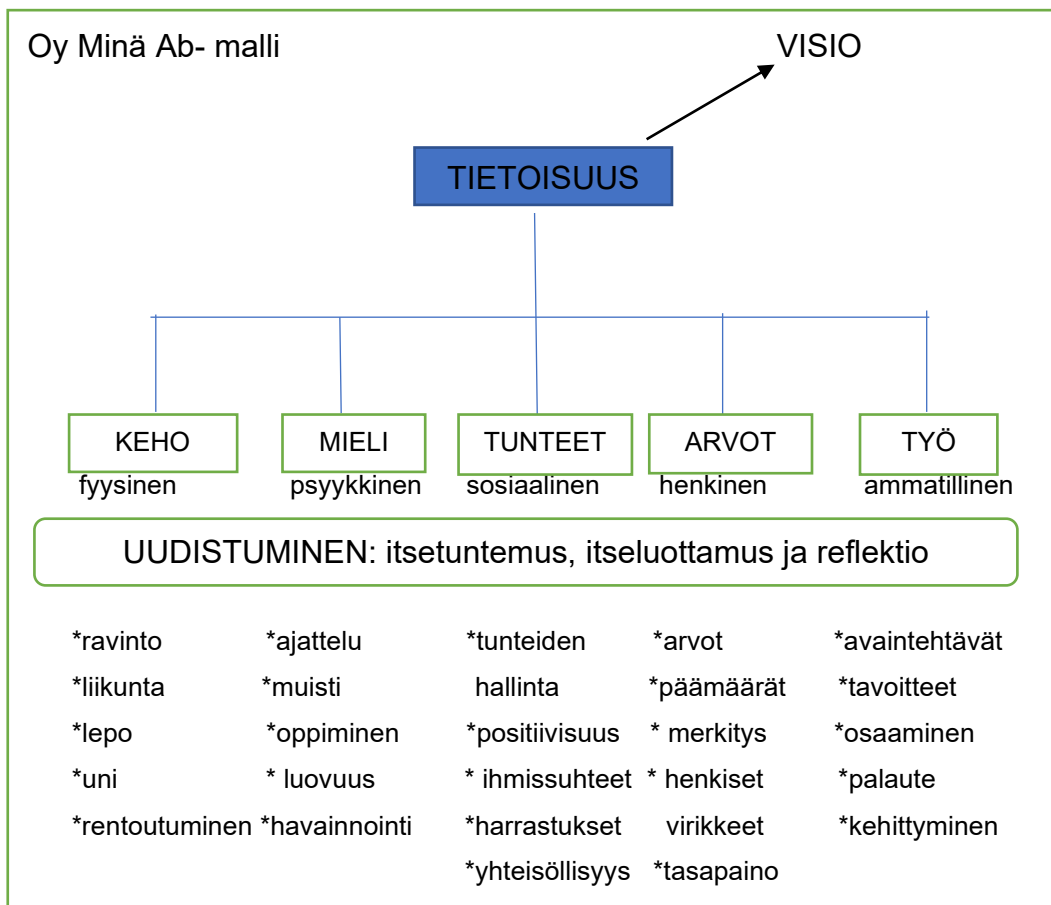 Oy Minä Ab- malli
VISIO
TIETOISUUS
KEHO
MIELI
TUNTEET
ARVOT
TYÖ
fyysinen
psyykkinen
sosiaalinen
henkinen
ammatillinen
UUDISTUMINEN: itsetuntemus, itseluottamus ja reflektio
*ravinto
*liikunta
*lepo
*uni
*rentoutuminen
*ajattelu
*muisti
*oppiminen
* luovuus
*havainnointi
*tunteiden
hallinta
*positiivisuus
* ihmissuhteet
*harrastukset
*yhteisöllisyys
*arvot
*päämäärät
* merkitys
* henkiset
virikkeet
*tasapaino
*avaintehtävät
*tavoitteet
*osaaminen
*palaute
*kehittyminen